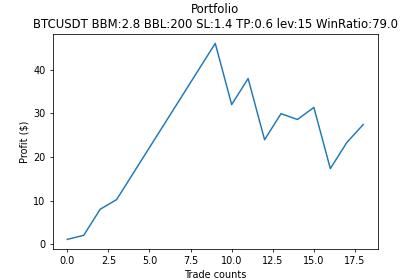 Portfolio
BTCUSDT BBM:2.8 BBL:200 SL:1.4 TP:0.6 lev:15 WinRatio:79.0
40
30
20
10
0
Profit ($)
0.0 2.5 5.0 7.5 10.0 12.5 15.0 17.5
Trade counts